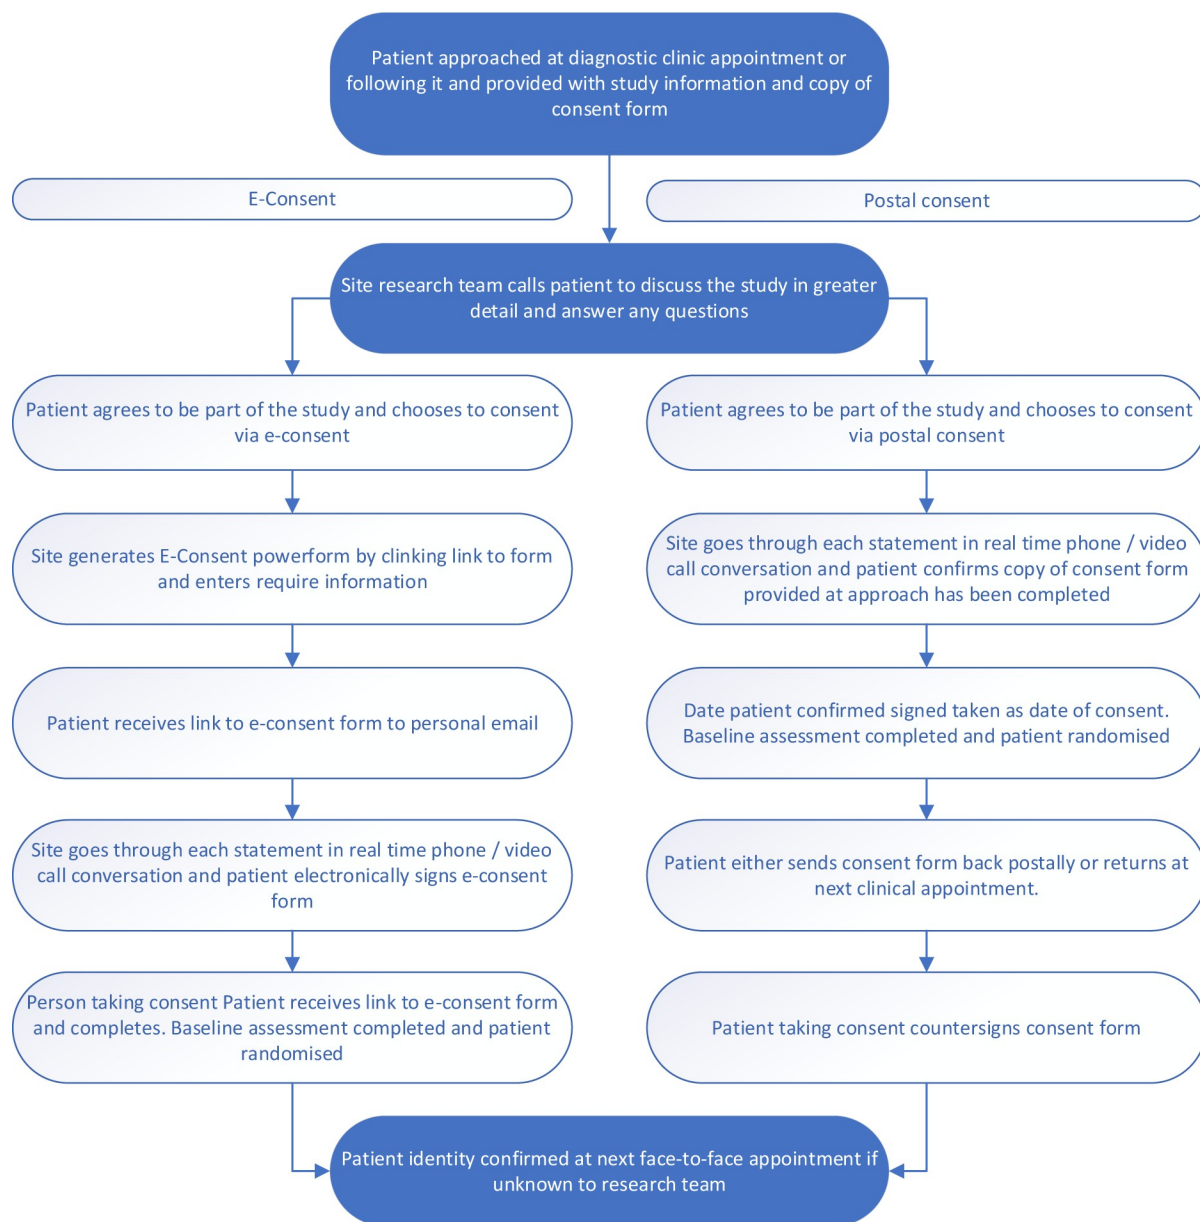 Patient approached at diagnostic clinic appointment or
following it and provided with study information and copy of
consent form
E-Consent
Postal consent
Site research team calls patient to discuss the study in greater
detail and answer any questions
Patient agrees to be part of the study and chooses to consent
via e-consent
Patient agrees to be part of the study and chooses to consent
via postal consent
Site generates E-Consent powerform by clinking link to form
and enters require information
Site goes through each statement in real time phone / video
call conversation and patient confirms copy of consent form
provided at approach has been completed
Patient receives link to e-consent form to personal email
Date patient confirmed signed taken as date of consent.
Baseline assessment completed and patient randomised
Site goes through each statement in real time phone / video
call conversation and patient electronically signs e-consent
form
Patient either sends consent form back postally or returns at
next clinical appointment.
Person taking consent Patient receives link to e-consent form
and completes. Baseline assessment completed and patient
randomised
Patient taking consent countersigns consent form
Patient identity confirmed at next face-to-face appointment if
unknown to research team